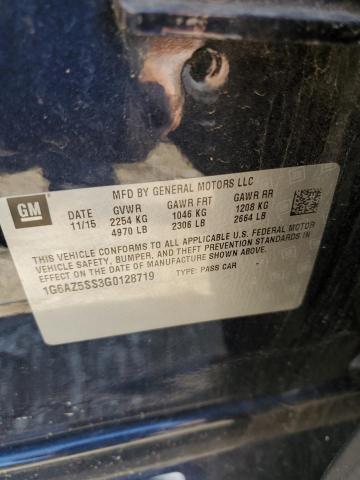 MFD BY GENERAL MOTORS LLC
GM
DATE GVWR GAWR FRT GAWR RR
11/15 2254 KG 1046 KG 1208 KG
4970 LB 2306 LB 2664 LB
THIS VEHICLE CONFORMS TO ALL APPLICABLE U.S. FEDERAL MOTOR
VEHICLE SAFETY, BUMPER, AND THEFT PREVENTION STANDARDS
IN EFFECT ON THE DATE OF MANUFACTURE SHOWN ABOVE.
1G6AZ5SS3G0128719 TYPE: PASS CAR